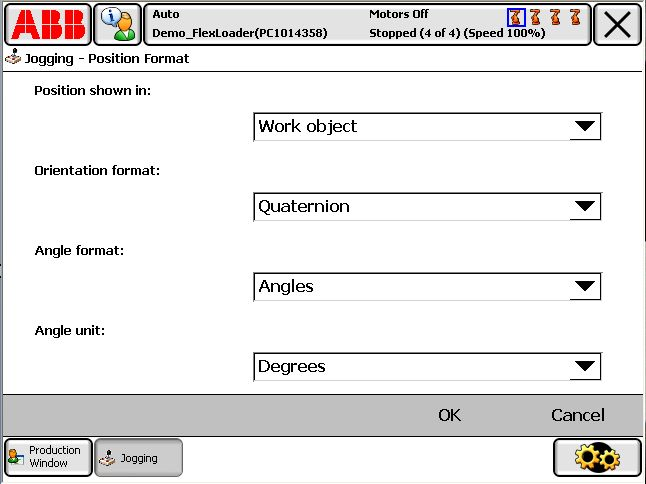 ABB
Auto
Motors Off
Demo_FlexLoader(PC1014358)
Stopped (4 of 4) (Speed 100%)
Jogging - Position Format
Position shown in:
Work object
Orientation format:
Quaternion
Angle format:
Angles
Angle unit:
Degrees
OK
Cancel
Production
Window
Jogging